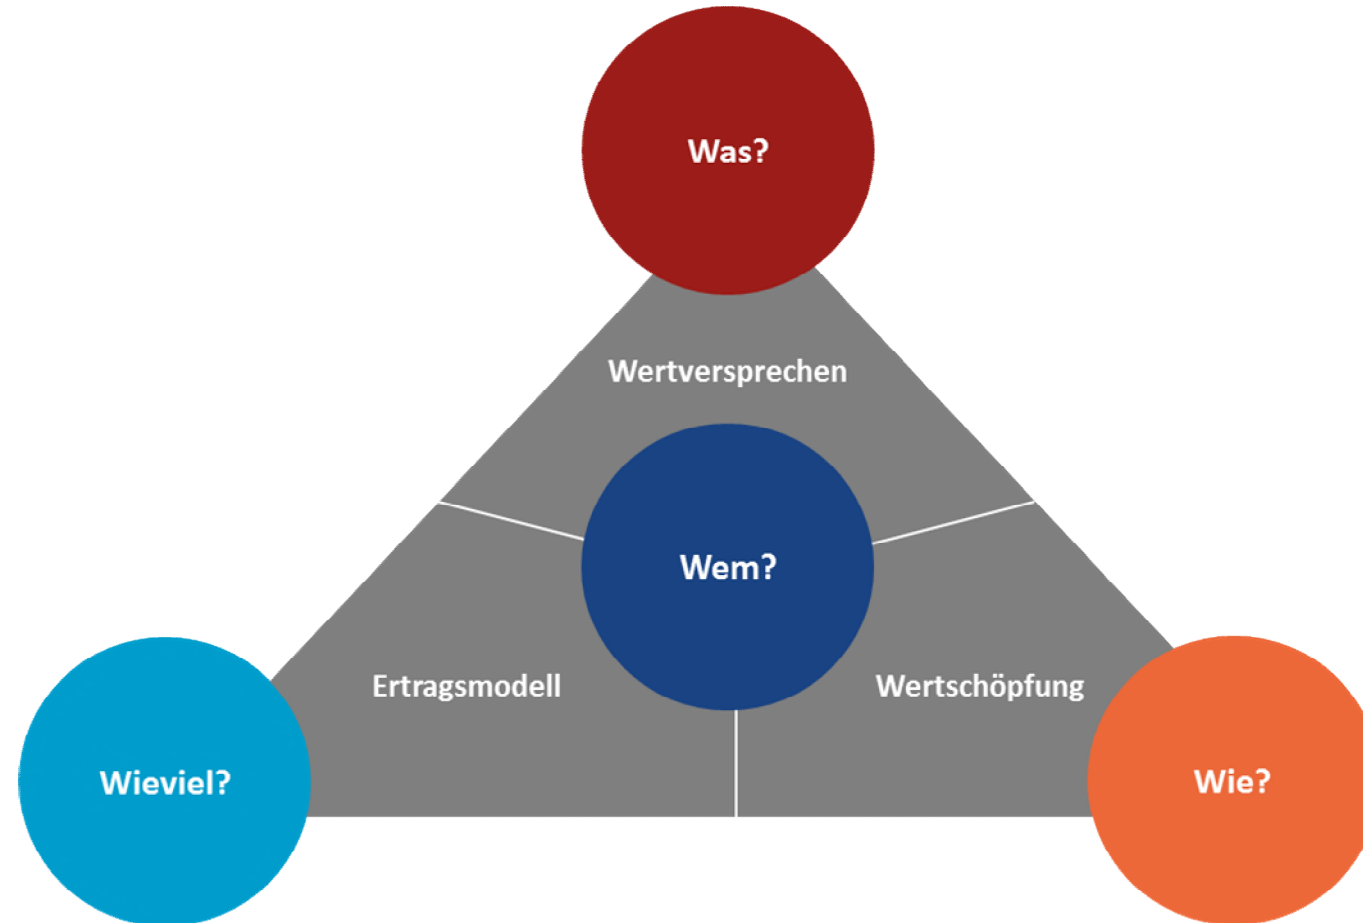 Was?
Wertversprechen
Wem?
Ertragsmodell
Wertschöpfung
Wieviel?
Wie?